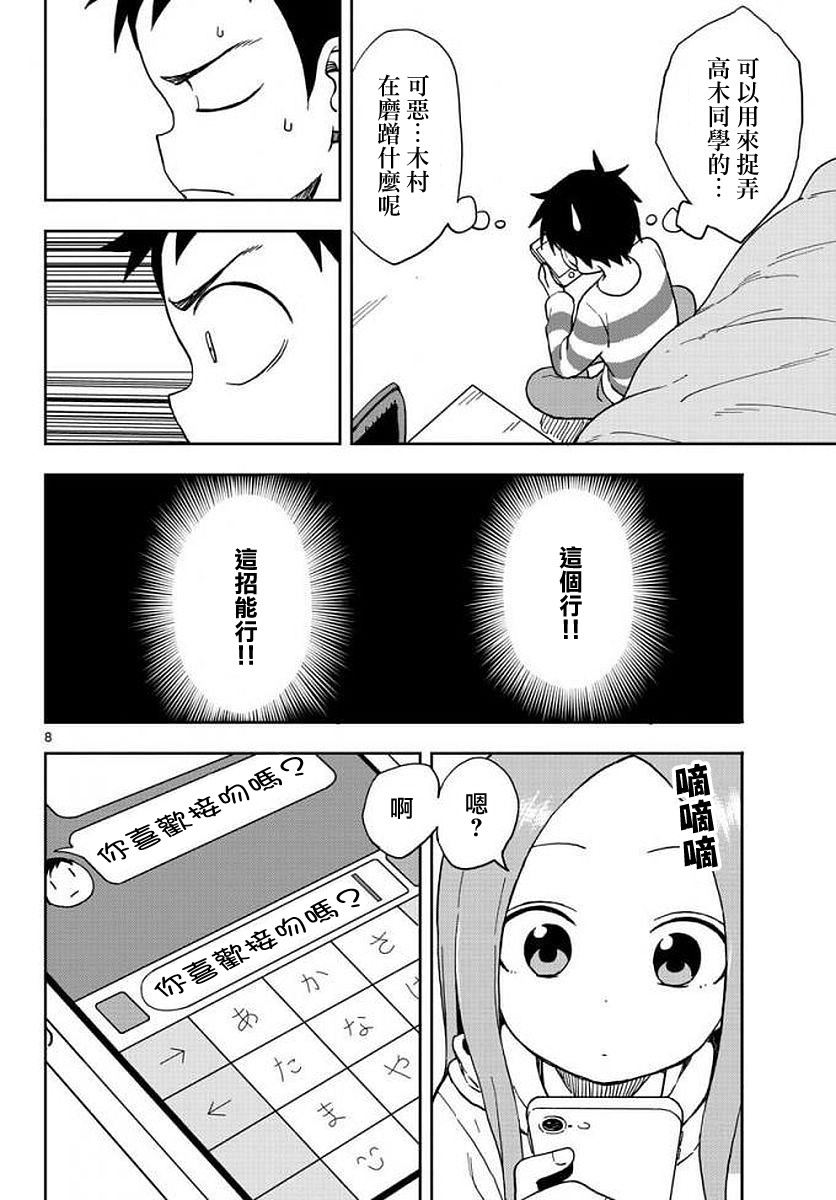 可以用來捉弄
高木同學的…
可惡…木村
在磨蹭什麼呢
這個行!!
這招能行!!
8
嘀嘀嘀
嗯?
啊
你喜歡接吻嗎?
你喜歡接吻嗎?
→ あ か さ
← た な は
ま や